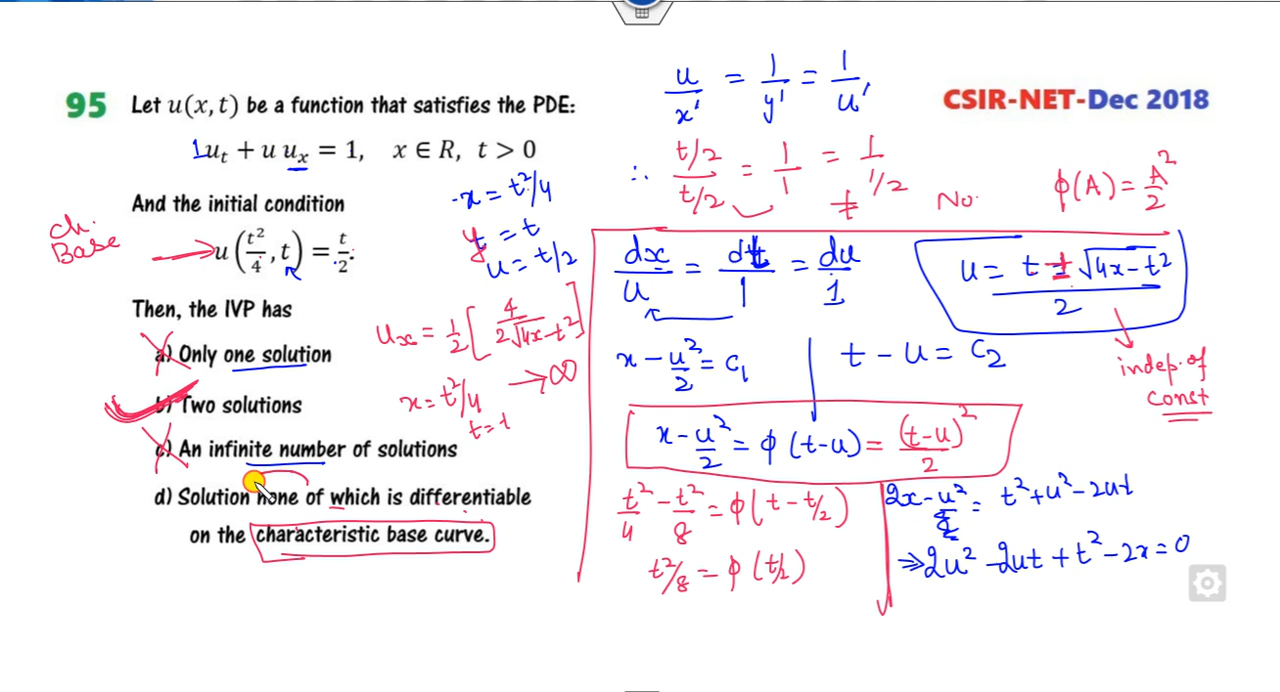 95 Let u(x, t) be a function that satisfies the PDE:
1u_t + u u_x = 1, x ∈ R, t > 0
And the initial condition
Ch. Base → u(t²/4, t) = t/2.
Then, the IVP has
a) Only one solution
b) Two solutions
c) An infinite number of solutions
d) Solution none of which is differentiable
on the characteristic base curve.
x = t²/4
y = t
u = t/2
u_x = 1/2 [4 / 2√4x-t²]
→ ∞
x = t²/4
t = t
u/x' = 1/y' = 1/u'
∴ t/2 / t/2 = 1/1 ≠ 1 / 1/2 No.
CSIR-NET-Dec 2018
φ(A) = A²/2
dx/u = dt/1 = du/1
x - u²/2 = c₁ | t - u = c₂
x - u²/2 = φ(t-u) = (t-u)²/2
t²/4 - t²/8 = φ(t - t/2)
t²/8 = φ(t/2)
u = t ± √4x-t² / 2
indep. of
const
2x - u² = t² + u² - 2ut
⇒ 2u² - 2ut + t² - 2x = 0